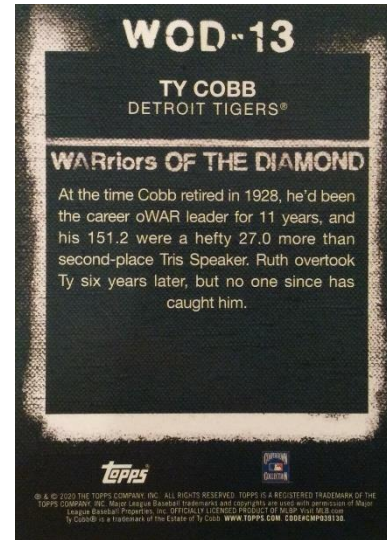 WOD-13
TY COBB
DETROIT TIGERS®
WARriors OF THE DIAMOND
At the time Cobb retired in 1928, he'd been
the career oWAR leader for 11 years, and
his 151.2 were a hefty 27.0 more than
second-place Tris Speaker. Ruth overtook
Ty six years later, but no one since has
caught him.
topps
COOPERSTOWN
COLLECTION
® & © 2020 THE TOPPS COMPANY, INC. ALL RIGHTS RESERVED. TOPPS IS A REGISTERED TRADEMARK OF THE
TOPPS COMPANY, INC. Major League Baseball trademarks and copyrights are used with permission of Major
League Baseball Properties, Inc. OFFICIALLY LICENSED PRODUCT OF MLBP Visit MLB.com
Ty Cobb® is a trademark of the Estate of Ty Cobb. WWW.TOPPS.COM. CODE#CMP039130.